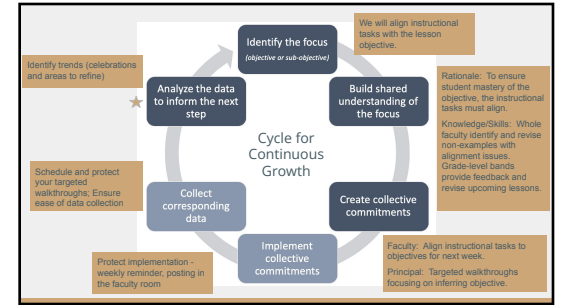 We will align instructional
tasks with the lesson
objective.
Identify the focus
(objective or sub-objective)
Identify trends (celebrations
and areas to refine)
Analyze the data
to inform the next
step
Build shared
understanding of
the focus
Rationale: To ensure
student mastery of the
objective, the instructional
tasks must align.
Knowledge/Skills: Whole
faculty identify and revise
non-examples with
alignment issues.
Grade-level bands
provide feedback and
revise upcoming lessons.
Cycle for
Continuous
Growth
Schedule and protect
your targeted
walkthroughs; Ensure
ease of data collection
Collect
corresponding
data
Create collective
commitments
Implement
collective
commitments
Protect implementation -
weekly reminder, posting in
the faculty room
Faculty: Align instructional tasks to
objectives for next week.
Principal: Targeted walkthroughs
focusing on inferring objective.